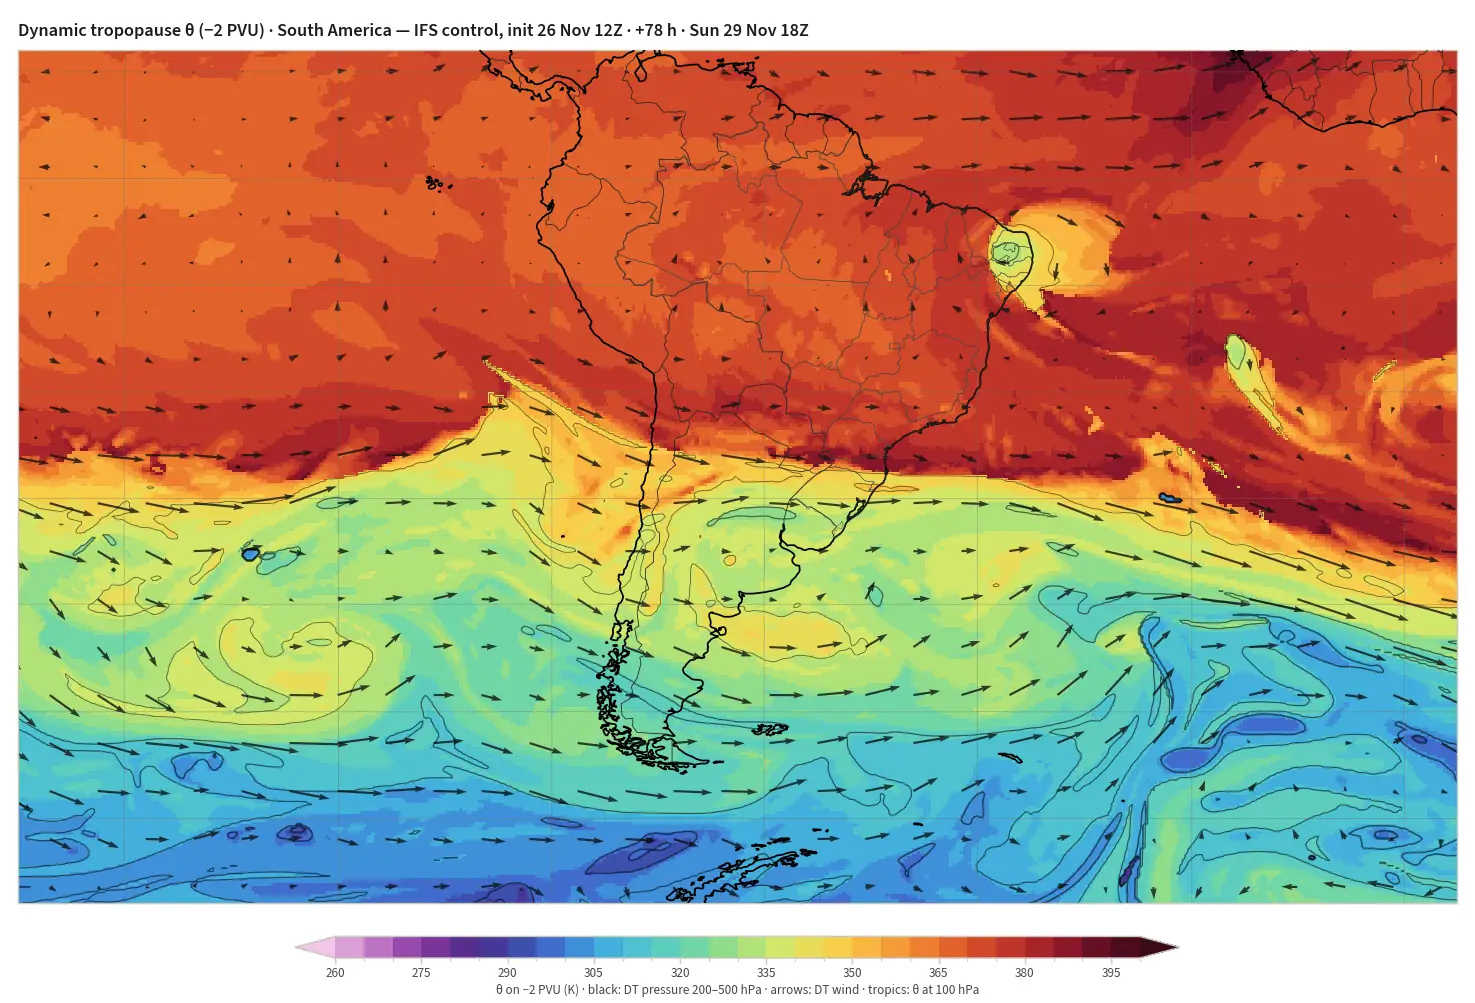 Dynamic tropopause θ (−2 PVU) · South America — IFS control, init 26 Nov 12Z · +78 h · Sun 29 Nov 18Z
260 275 290 305 320 335 350 365 380 395
θ on −2 PVU (K) · black: DT pressure 200–500 hPa · arrows: DT wind · tropics: θ at 100 hPa